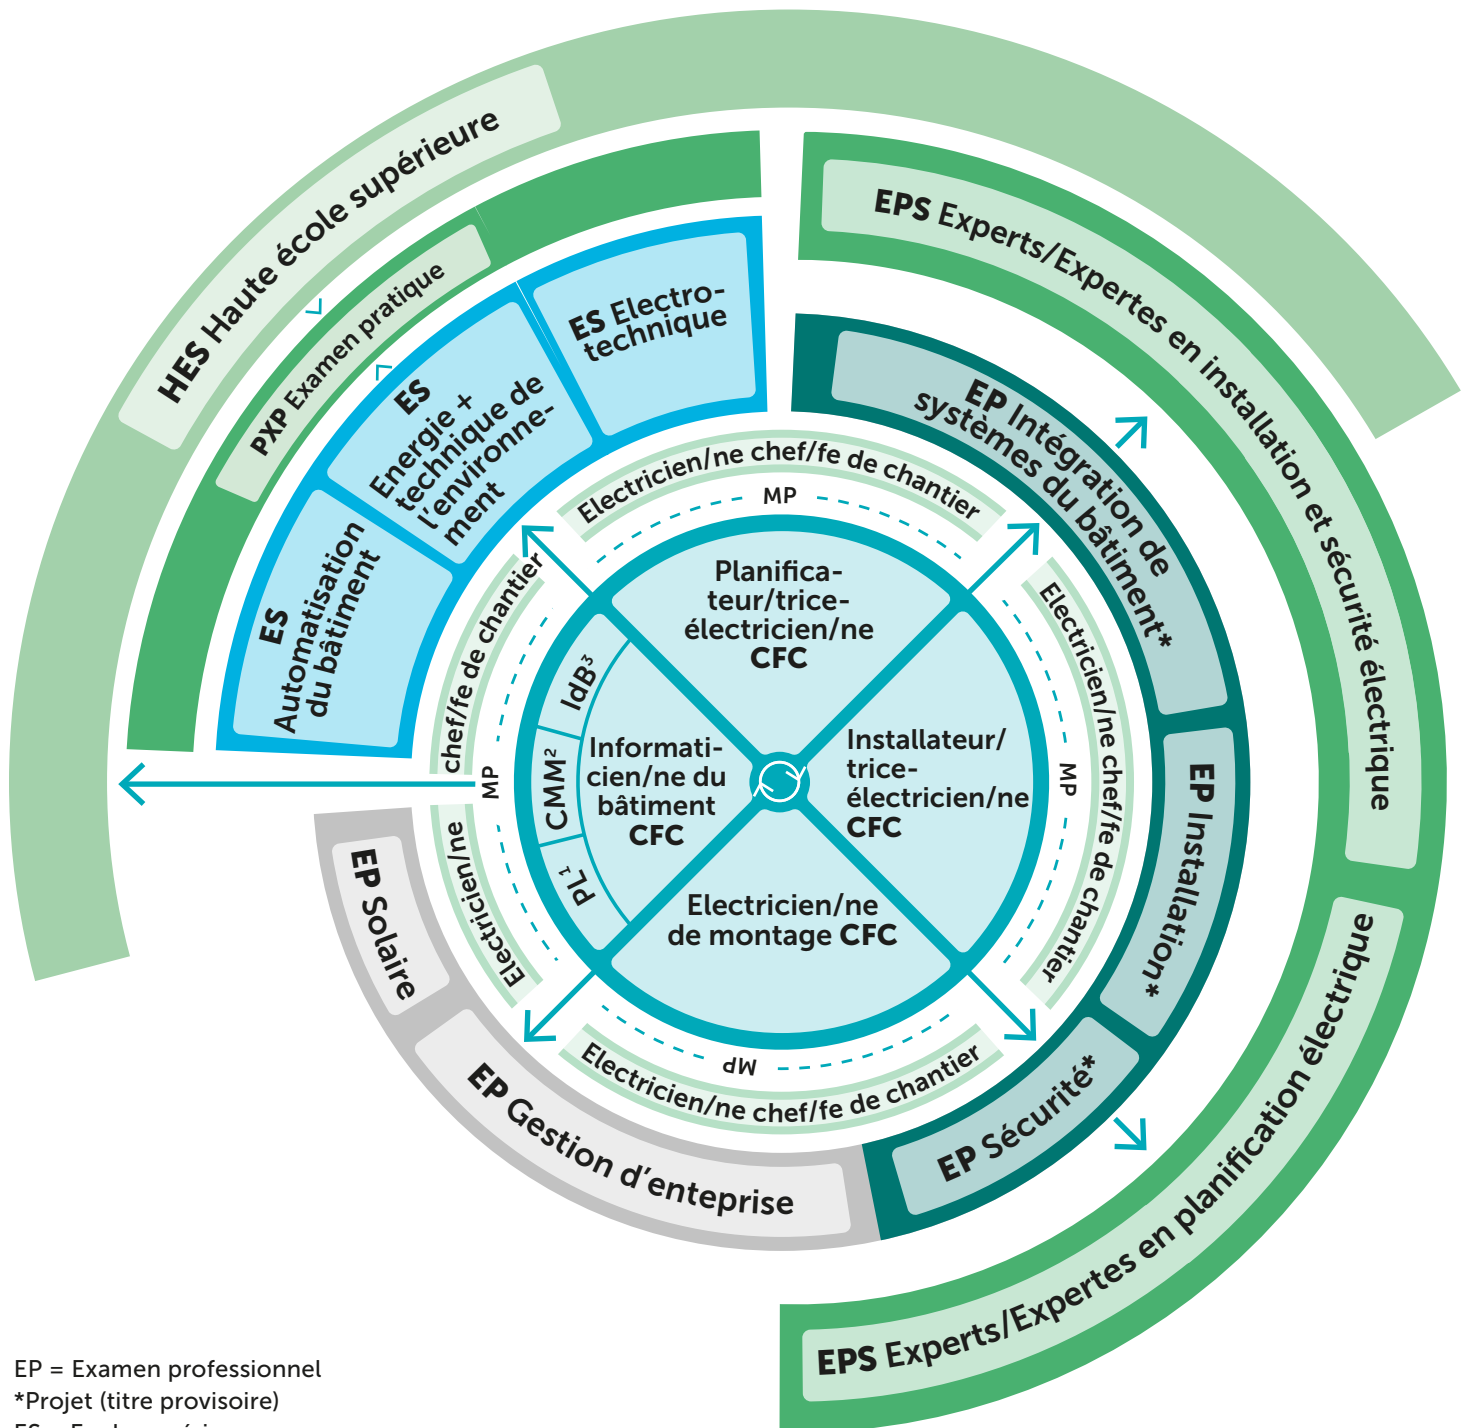 HES Haute école supérieure
PXP Examen pratique
ES Electro-
technique
ES
Energie +
technique de
l'environne-
ment
ES
Automatisation
du bâtiment
EPS Experts/Expertes en installation et sécurité électrique
EP Intégration de
systèmes du bâtiment*
EP Installation*
EP Sécurité*
EPS Experts/Expertes en planification électrique
EP Solaire
EP Gestion d'enteprise
Electricien/ne chef/fe de chantier
MP
Electricien/ne chef/fe de chantier
MP
Electricien/ne chef/fe de chantier
MP
Electricien/ne chef/fe de chantier
MP
Planifica-
teur/trice-
électricien/ne
CFC
Installateur/
trice-
électricien/ne
CFC
Electricien/ne
de montage CFC
Informati-
cien/ne du
bâtiment
CFC
IdB³
CMM²
PL¹
EP = Examen professionnel
*Projet (titre provisoire)